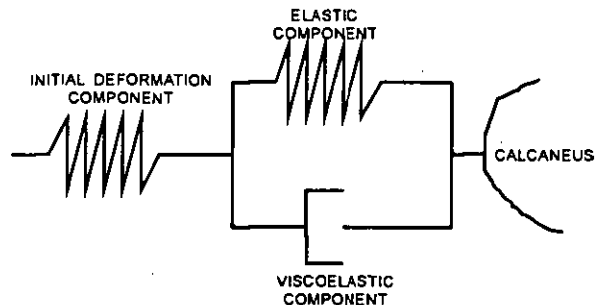 ELASTIC
COMPONENT
INITIAL DEFORMATION
COMPONENT
CALCANEUS
VISCOELASTIC
COMPONENT